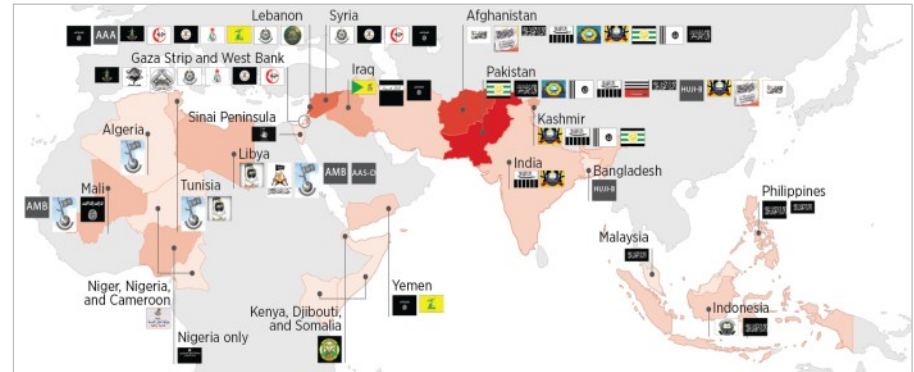 Lebanon
Syria
Afghanistan
AAA
Gaza Strip and West Bank
Iraq
Pakistan
HUJI-B
Sinai Peninsula
Kashmir
Algeria
Libya
AMB
AAS-D
India
Bangladesh
HUJI-B
Mali
Tunisia
AMB
Philippines
Malaysia
Niger, Nigeria,
and Cameroon
Kenya, Djibouti,
and Somalia
Yemen
Indonesia
Nigeria only